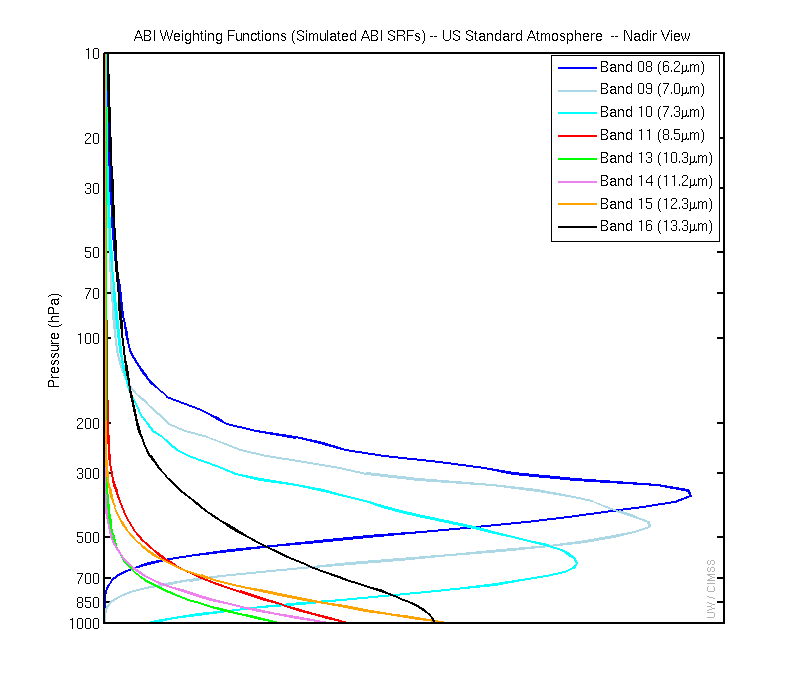 ABI Weighting Functions (Simulated ABI SRFs) -- US Standard Atmosphere -- Nadir View
10
20
30
50
70
100
200
300
500
700
850
1000
Pressure (hPa)
Band 08 (6.2μm)
Band 09 (7.0μm)
Band 10 (7.3μm)
Band 11 (8.5μm)
Band 13 (10.3μm)
Band 14 (11.2μm)
Band 15 (12.3μm)
Band 16 (13.3μm)
UW / CIMSS